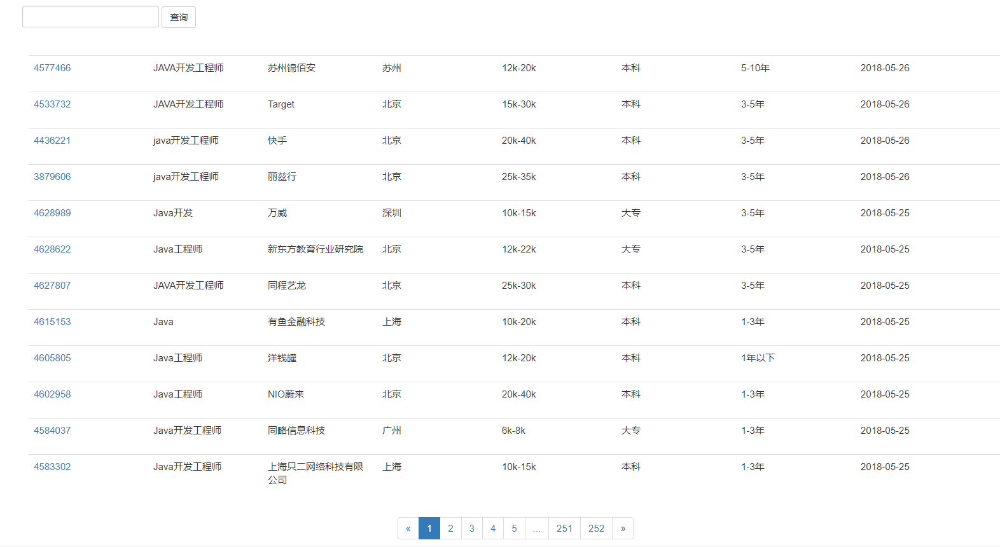 查询
4577466 JAVA开发工程师 苏州锦佰安 苏州 12k-20k 本科 5-10年 2018-05-26
4533732 JAVA开发工程师 Target 北京 15k-30k 本科 3-5年 2018-05-26
4436221 java开发工程师 快手 北京 20k-40k 本科 3-5年 2018-05-26
3879606 java开发工程师 丽兹行 北京 25k-35k 本科 3-5年 2018-05-26
4628989 Java开发 万威 深圳 10k-15k 大专 3-5年 2018-05-25
4628622 Java工程师 新东方教育行业研究院 北京 12k-22k 大专 3-5年 2018-05-25
4627807 JAVA开发工程师 同程艺龙 北京 25k-30k 本科 3-5年 2018-05-25
4615153 Java 有鱼金融科技 上海 10k-20k 本科 1-3年 2018-05-25
4605805 Java工程师 洋钱罐 北京 12k-20k 本科 1年以下 2018-05-25
4602958 Java工程师 NIO蔚来 北京 20k-40k 本科 1-3年 2018-05-25
4584037 Java开发工程师 同略信息科技 广州 6k-8k 大专 1-3年 2018-05-25
4583302 Java开发工程师 上海只二网络科技有限 上海 10k-15k 本科 1-3年 2018-05-25
公司
« 1 2 3 4 5 ... 251 252 »